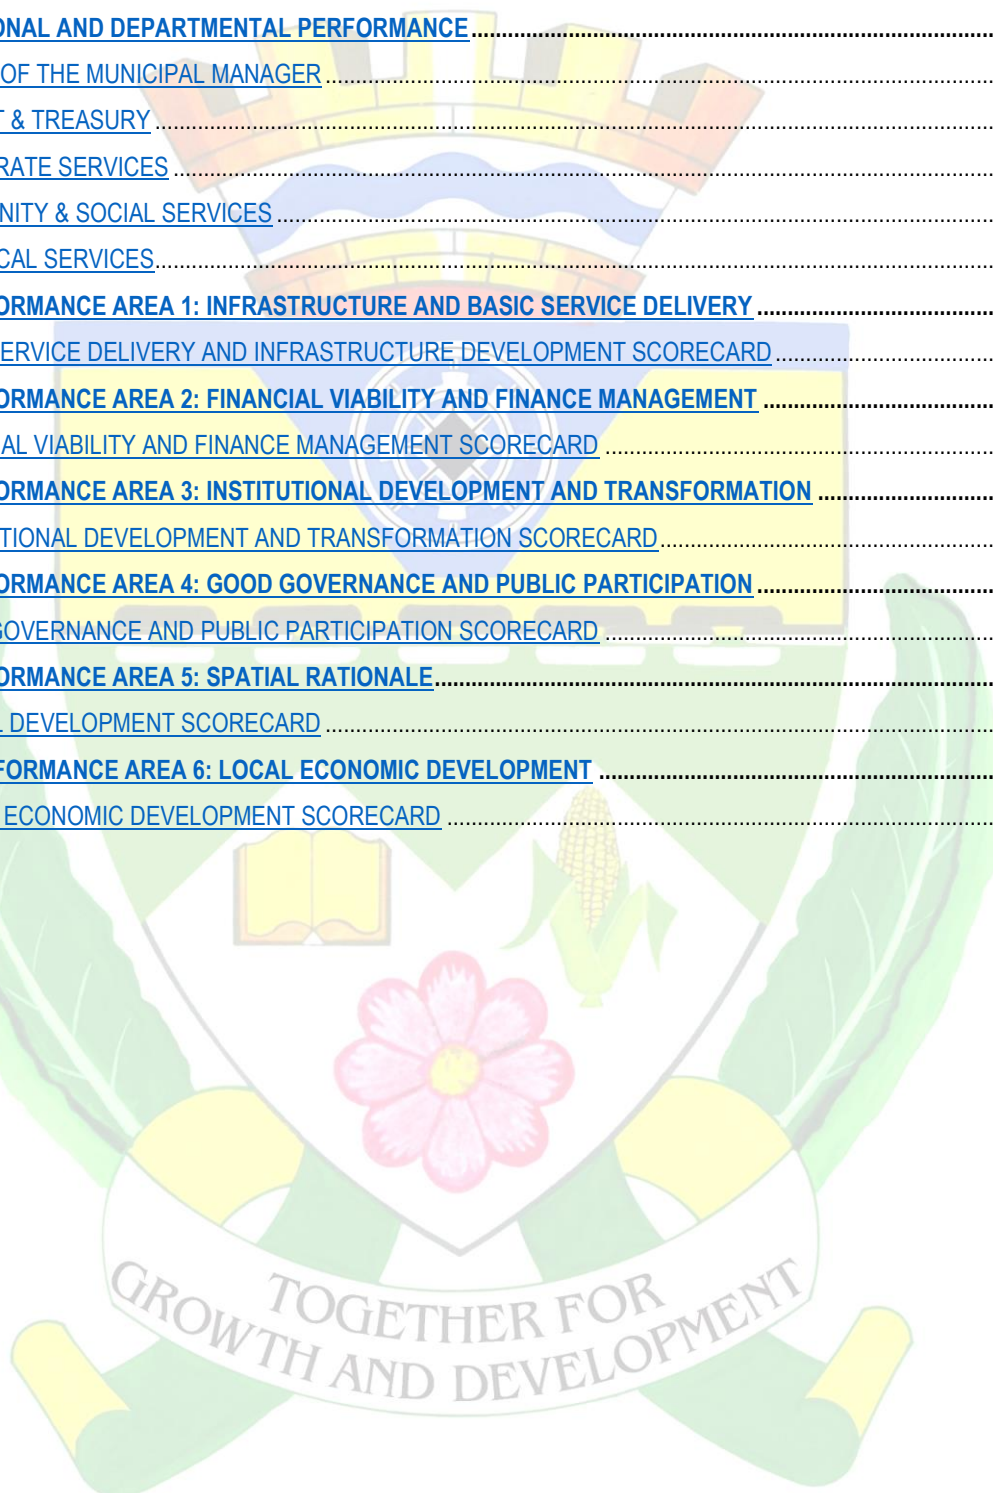 ONAL AND DEPARTMENTAL PERFORMANCE
OF THE MUNICIPAL MANAGER
T & TREASURY
RATE SERVICES
NITY & SOCIAL SERVICES
CAL SERVICES
ORMANCE AREA 1: INFRASTRUCTURE AND BASIC SERVICE DELIVERY
ERVICE DELIVERY AND INFRASTRUCTURE DEVELOPMENT SCORECARD
ORMANCE AREA 2: FINANCIAL VIABILITY AND FINANCE MANAGEMENT
AL VIABILITY AND FINANCE MANAGEMENT SCORECARD
ORMANCE AREA 3: INSTITUTIONAL DEVELOPMENT AND TRANSFORMATION
TIONAL DEVELOPMENT AND TRANSFORMATION SCORECARD
ORMANCE AREA 4: GOOD GOVERNANCE AND PUBLIC PARTICIPATION
GOVERNANCE AND PUBLIC PARTICIPATION SCORECARD
ORMANCE AREA 5: SPATIAL RATIONALE
L DEVELOPMENT SCORECARD
FORMANCE AREA 6: LOCAL ECONOMIC DEVELOPMENT
ECONOMIC DEVELOPMENT SCORECARD
TOGETHER FOR
GROWTH AND DEVELOPMENT